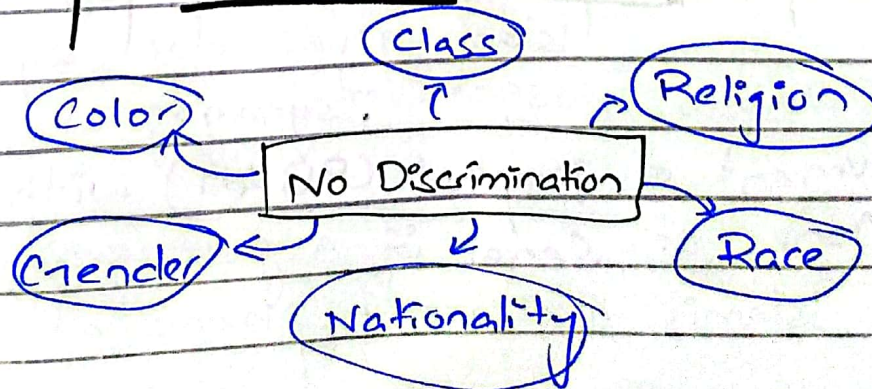 Class
Color
Religion
No Discrimination
Gender
Race
Nationality